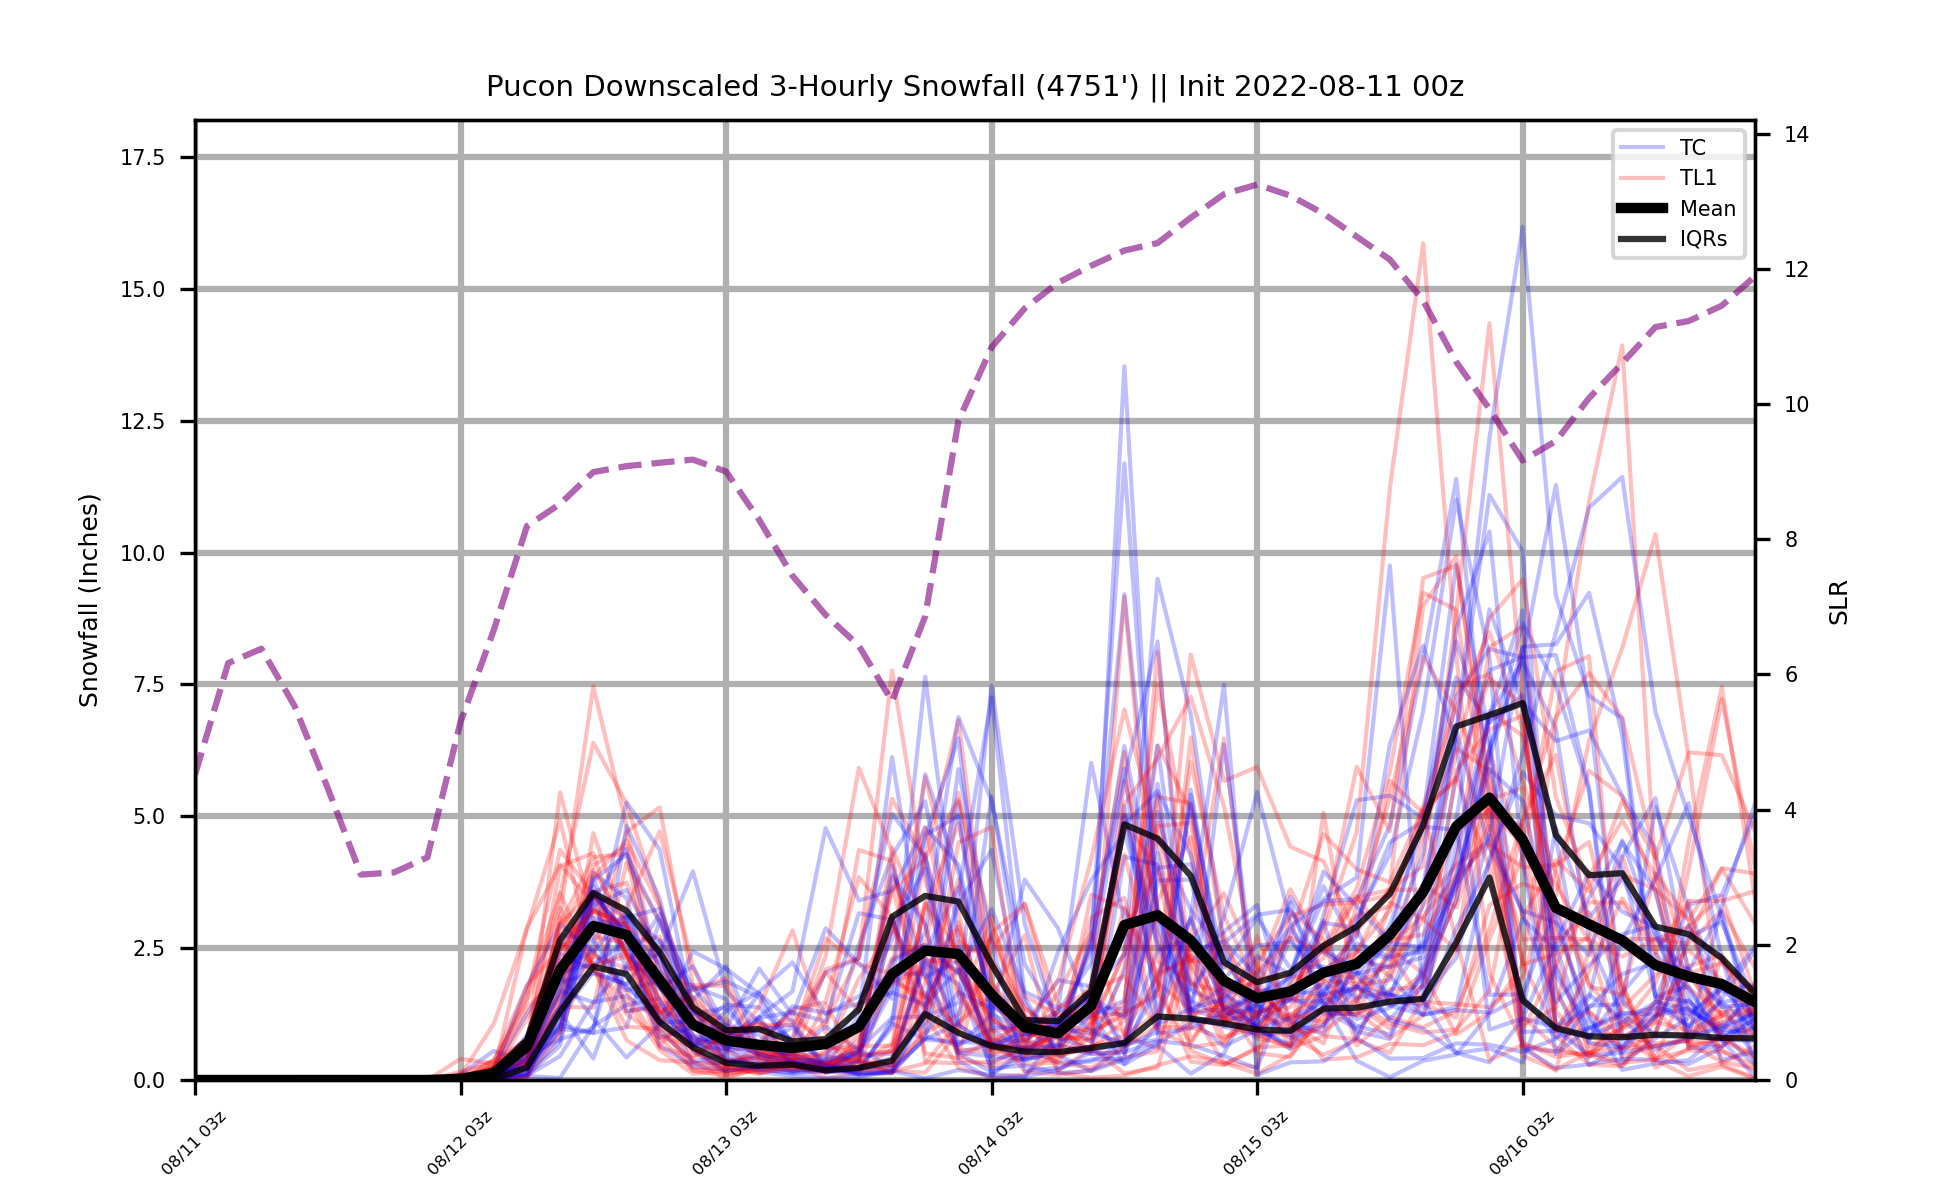 Pucon Downscaled 3-Hourly Snowfall (4751') || Init 2022-08-11 00z
TC
TL1
Mean
IQRs
Snowfall (Inches)
17.5
15.0
12.5
10.0
7.5
5.0
2.5
0.0
SLR
14
12
10
8
6
4
2
0
08/11 03z
08/12 03z
08/13 03z
08/14 03z
08/15 03z
08/16 03z